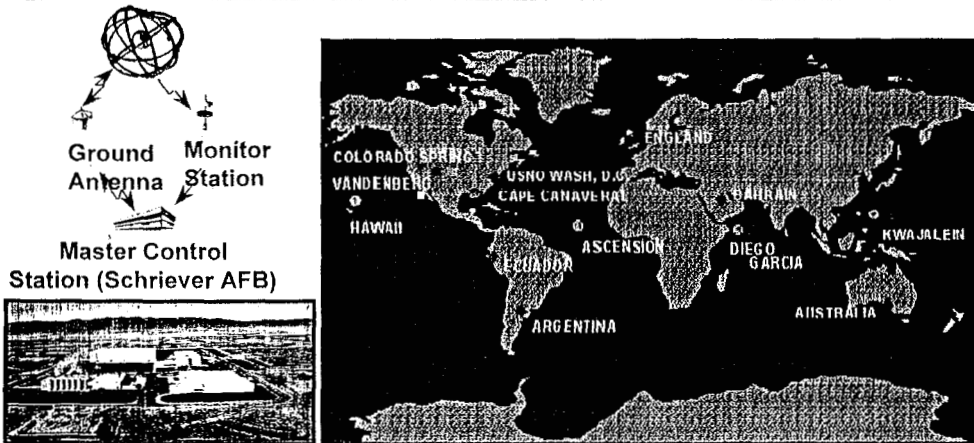 Ground
Antenna
Monitor
Station
Master Control
Station (Schriever AFB)
COLORADO SPRING
VANDENBERG
HAWAII
USNO WASH, D.C.
CAPE CANAVERAL
ENGLAND
BAHRAIN
ASCENSION
DIEGO
GARCIA
KWAJALEIN
ECUADOR
ARGENTINA
AUSTRALIA